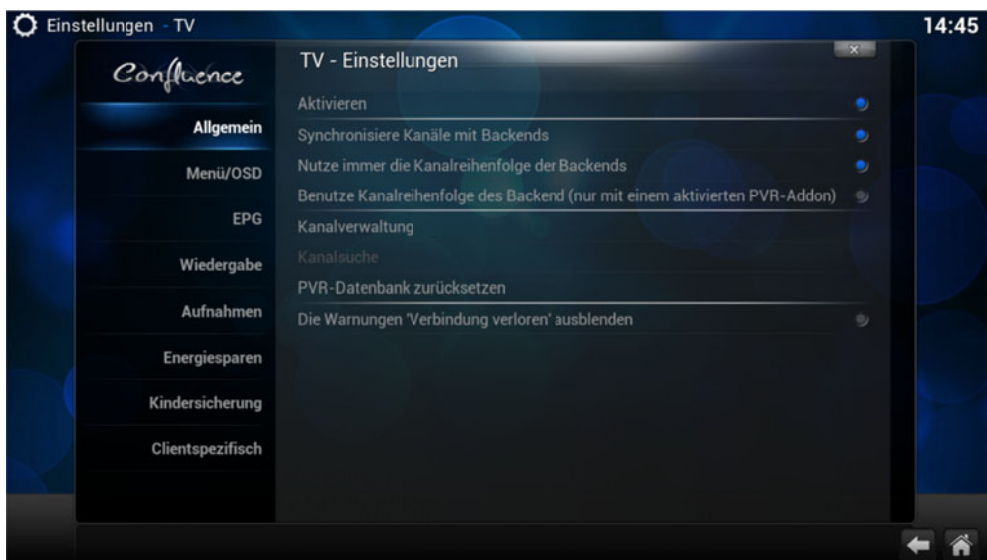 Einstellungen - TV
14:45
Confluence
TV - Einstellungen
Allgemein
Menü/OSD
EPG
Wiedergabe
Aufnahmen
Energiesparen
Kindersicherung
Clientspezifisch
Aktivieren
Synchronisiere Kanäle mit Backends
Nutze immer die Kanalreihenfolge der Backends
Benutze Kanalreihenfolge des Backend (nur mit einem aktivierten PVR-Addon)
Kanalverwaltung
Kanalsuche
PVR-Datenbank zurücksetzen
Die Warnungen 'Verbindung verloren' ausblenden